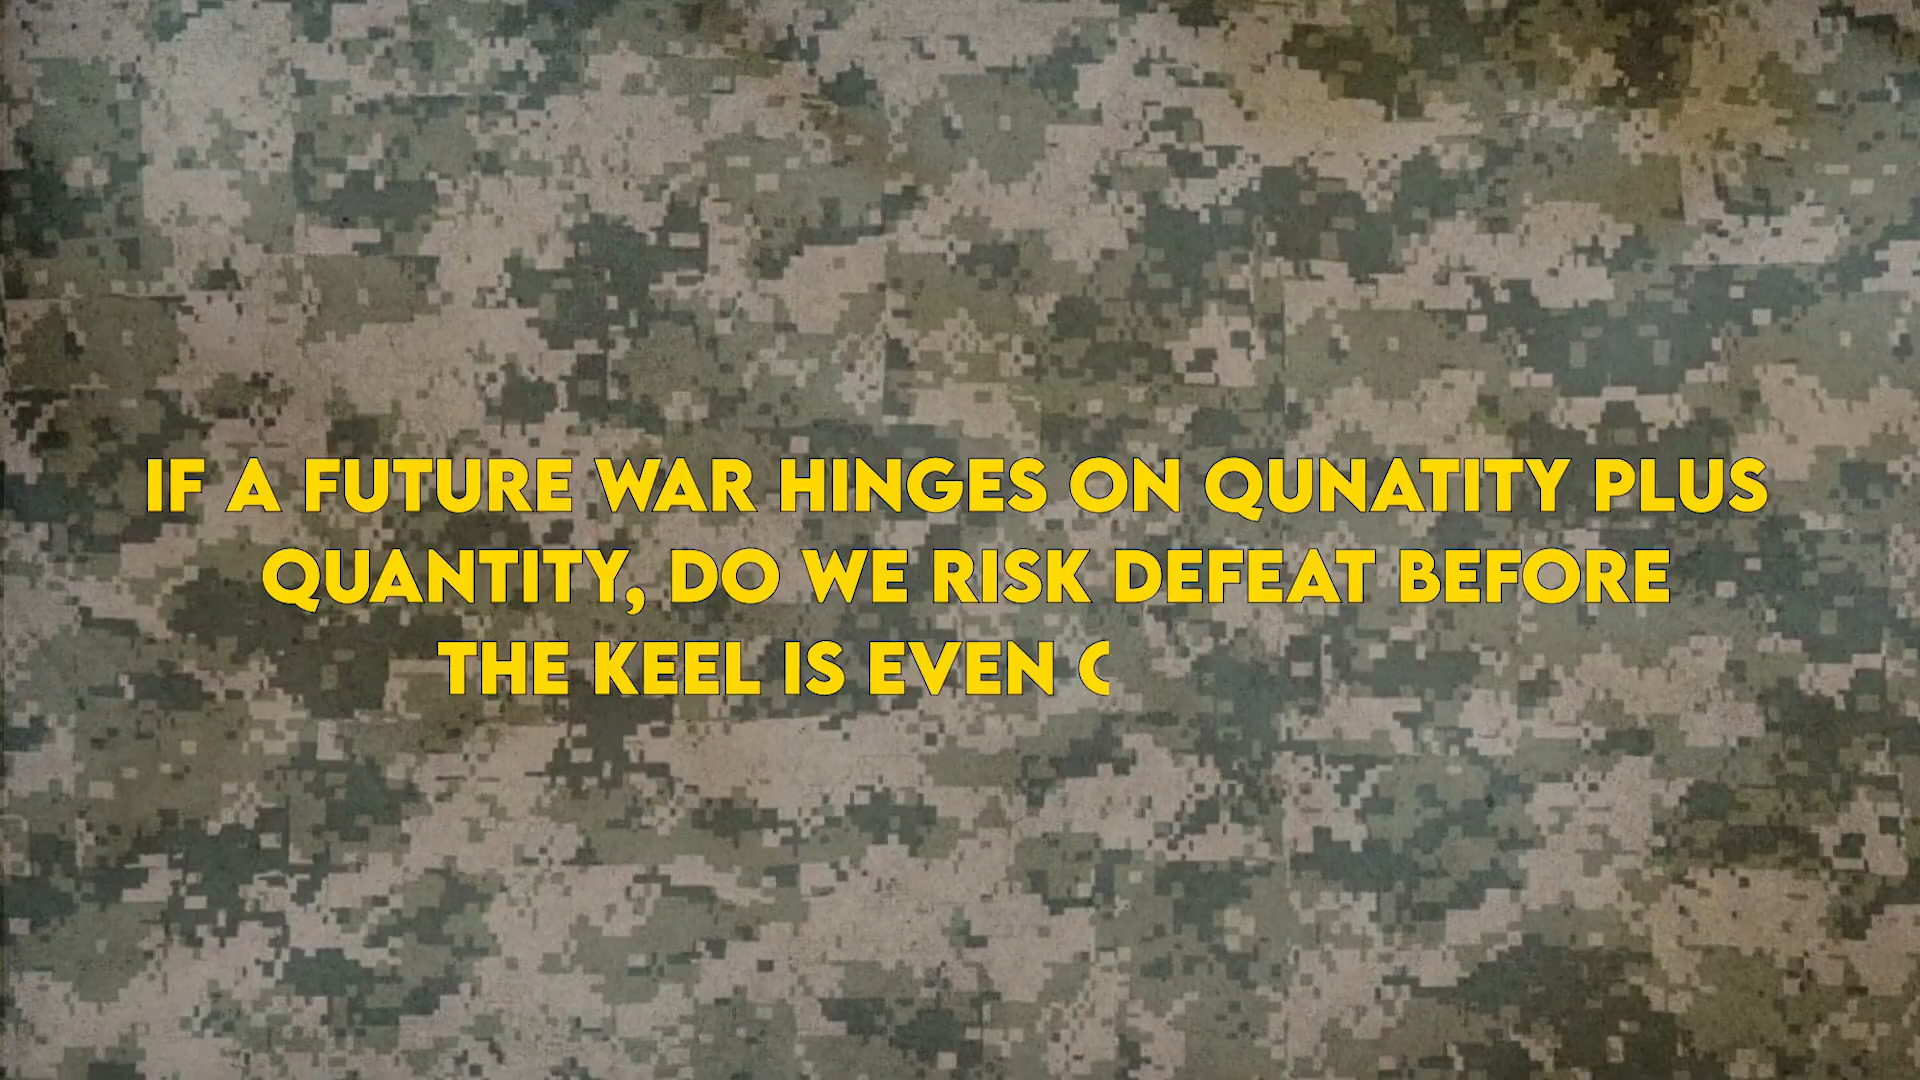 IF A FUTURE WAR HINGES ON QUNATITY PLUS
QUANTITY, DO WE RISK DEFEAT BEFORE
THE KEEL IS EVEN